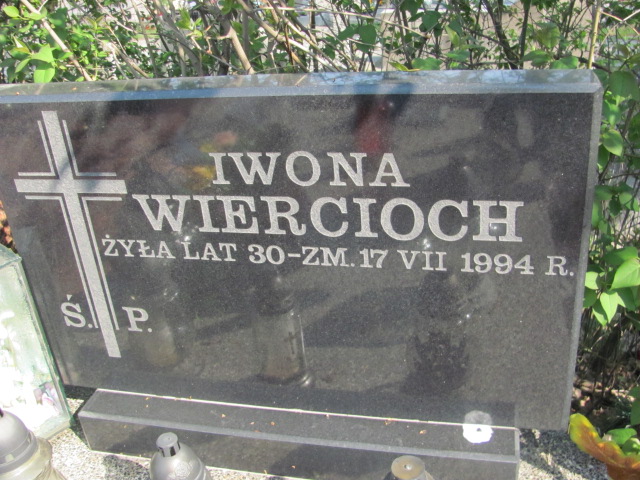 IWONA
WIERCIOCH
ŻYŁA LAT 30-ZM. 17 VII 1994 R.
Ś. P.